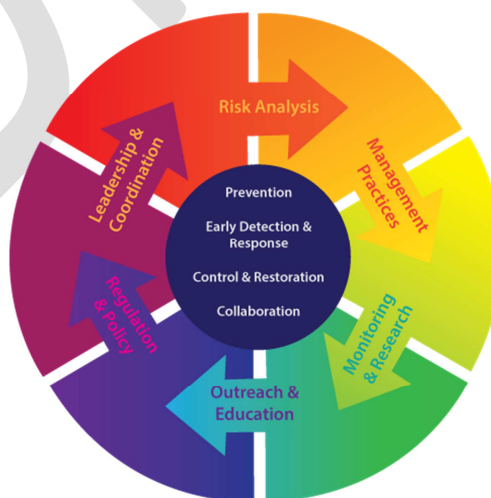 Risk Analysis
Management
Practices
Monitoring
& Research
Outreach &
Education
Regulation
& Policy
Leadership &
Coordination
Prevention
Early Detection &
Response
Control & Restoration
Collaboration